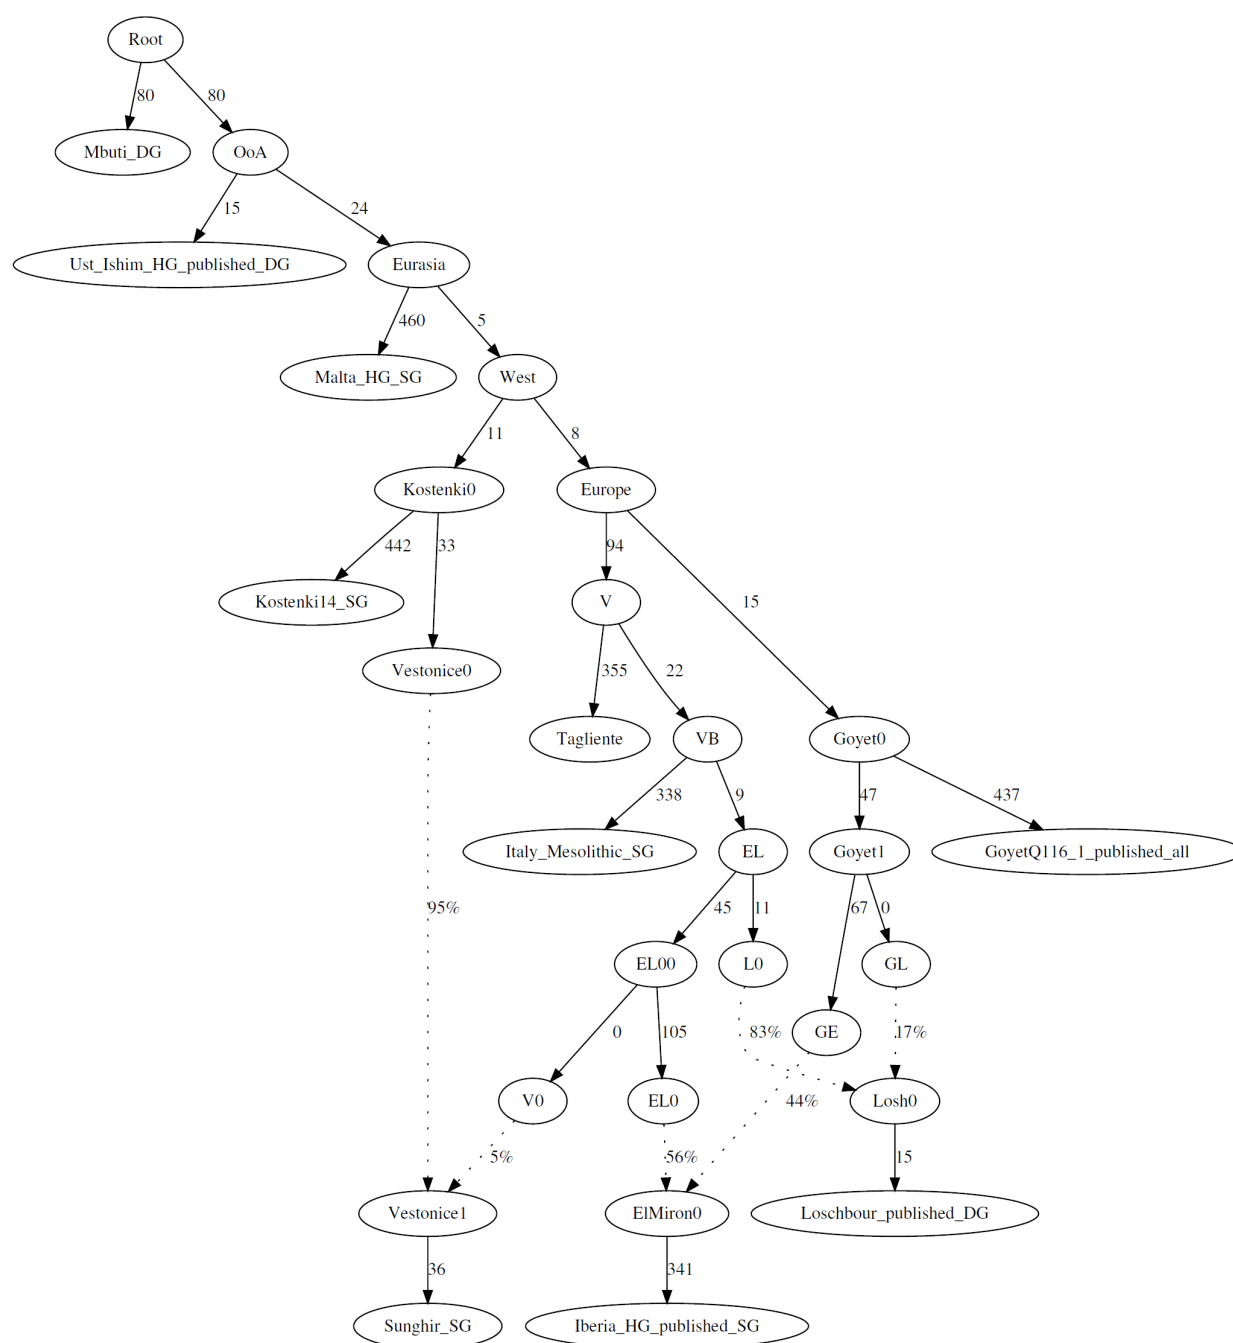 Root
80
80
Mbuti_DG
OoA
15
24
Ust_Ishim_HG_published_DG
Eurasia
460
5
Malta_HG_SG
West
11
8
Kostenki0
Europe
442
33
94
Kostenki14_SG
V
15
Vestonice0
355
22
Tagliente
VB
Goyet0
338
9
47
437
Italy_Mesolithic_SG
EL
Goyet1
GoyetQ116_1_published_all
95%
45
11
67
0
EL00
L0
GL
0
105
83%
GE
17%
V0
EL0
44%
Losh0
5%
56%
15
Vestonice1
ElMiron0
Loschbour_published_DG
36
341
Sunghir_SG
Iberia_HG_published_SG